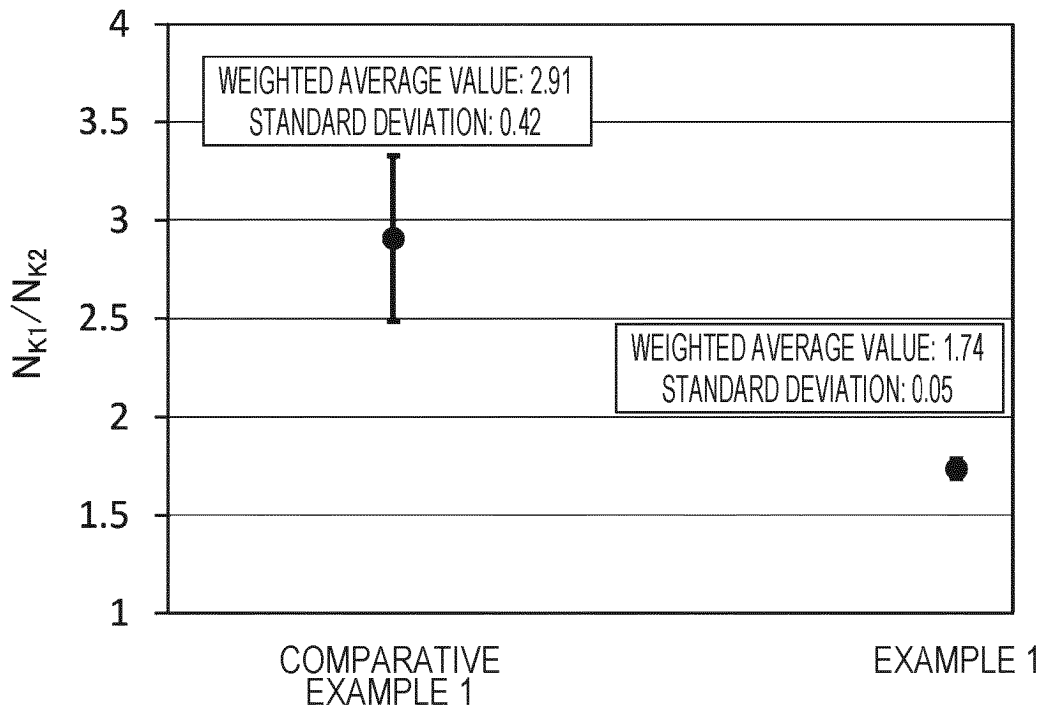 4
WEIGHTED AVERAGE VALUE: 2.91
STANDARD DEVIATION: 0.42
3.5
3
N_K1/N_K2
2.5
WEIGHTED AVERAGE VALUE: 1.74
STANDARD DEVIATION: 0.05
2
1.5
1
COMPARATIVE
EXAMPLE 1
EXAMPLE 1